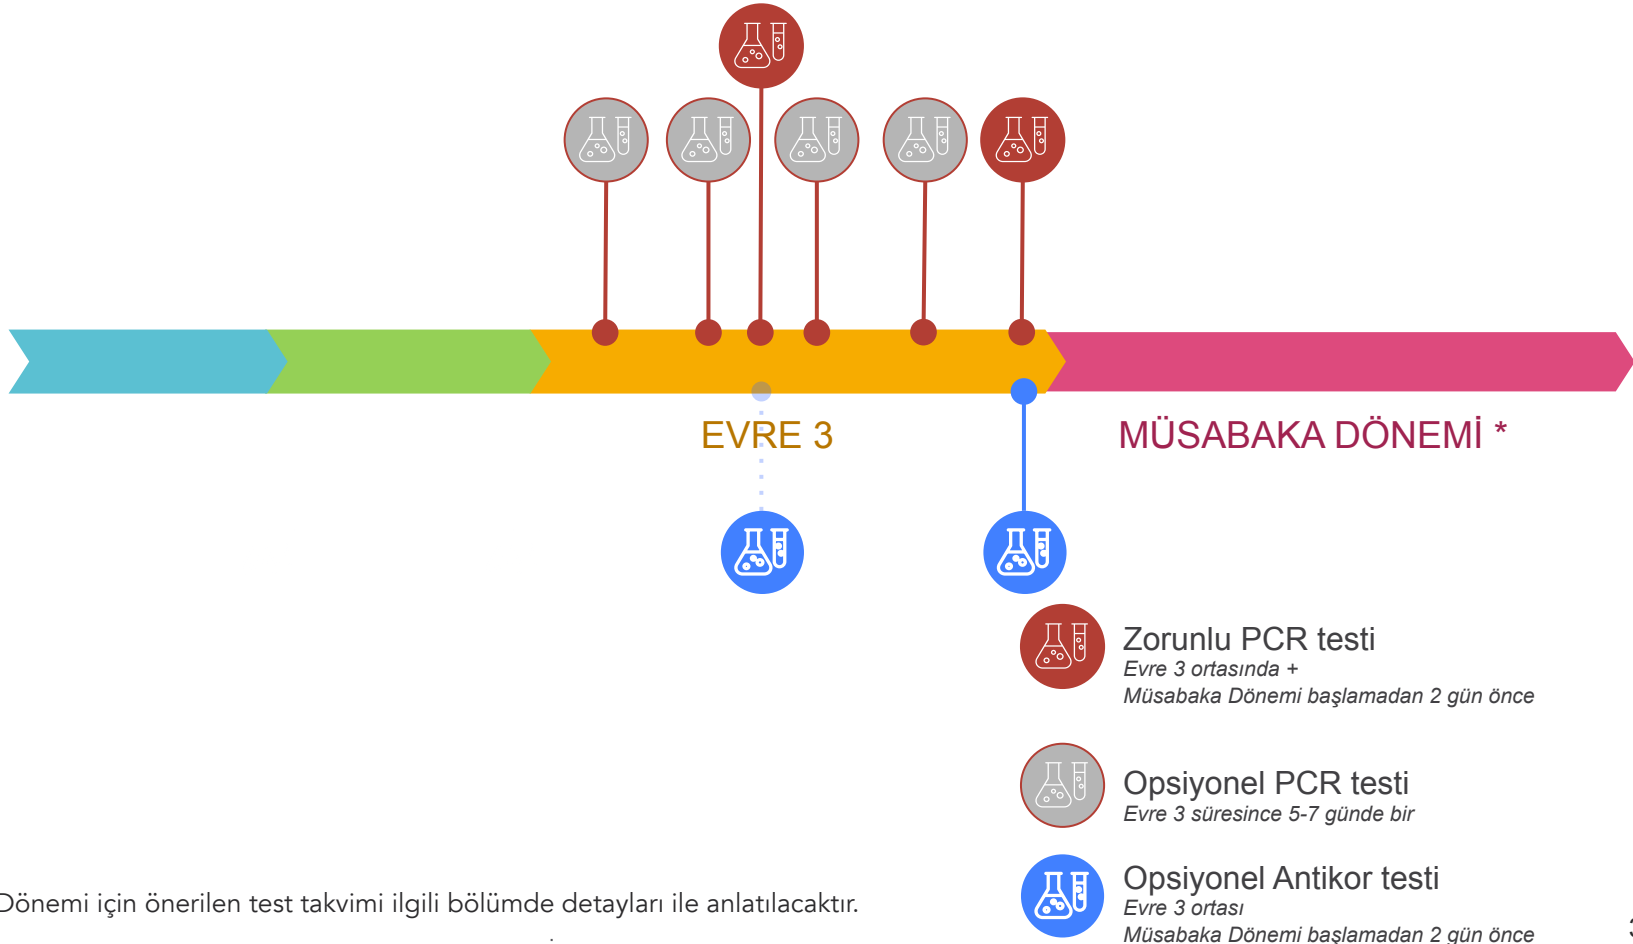 EVRE 3
MÜSABAKA DÖNEMİ *
Zorunlu PCR testi
Evre 3 ortasında +
Müsabaka Dönemi başlamadan 2 gün önce
Opsiyonel PCR testi
Evre 3 süresince 5-7 günde bir
Opsiyonel Antikor testi
Evre 3 ortası
Müsabaka Dönemi başlamadan 2 gün önce
Dönemi için önerilen test takvimi ilgili bölümde detayları ile anlatılacaktır.